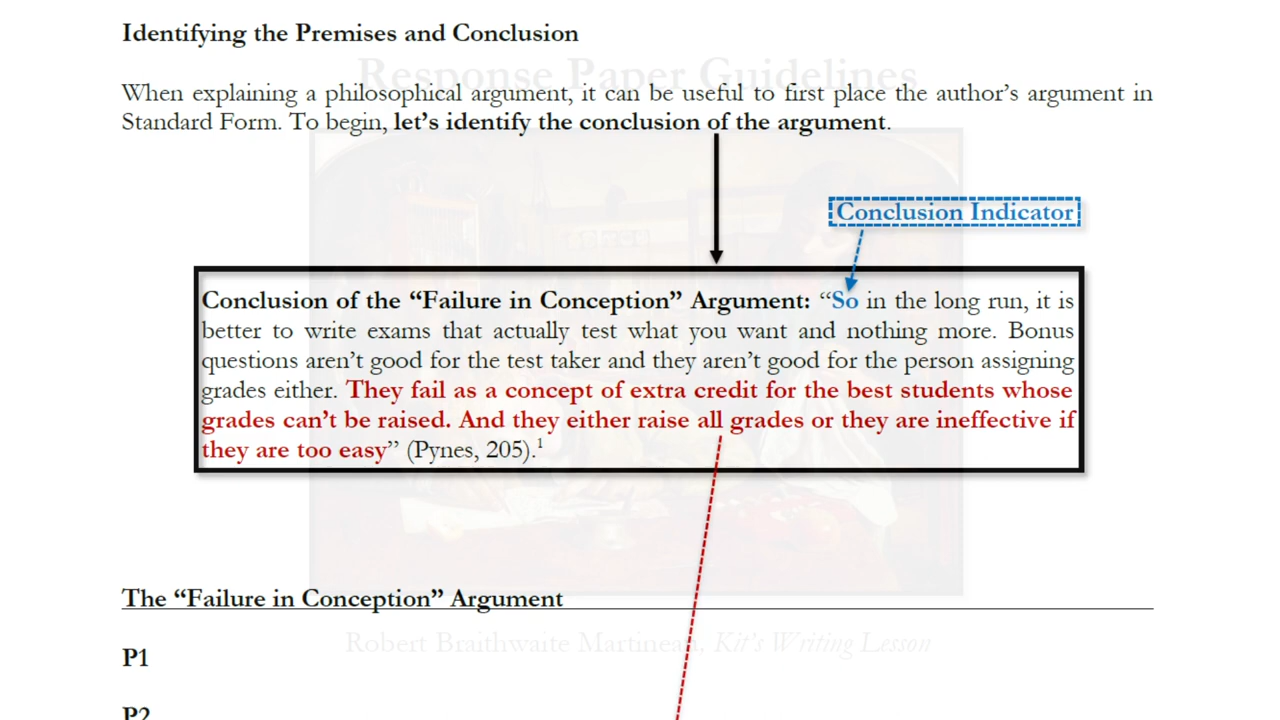 Identifying the Premises and Conclusion
Response Paper Guidelines
When explaining a philosophical argument, it can be useful to first place the author’s argument in
Standard Form. To begin, let’s identify the conclusion of the argument.
Conclusion Indicator
Conclusion of the “Failure in Conception” Argument: “So in the long run, it is
better to write exams that actually test what you want and nothing more. Bonus
questions aren’t good for the test taker and they aren’t good for the person assigning
grades either. They fail as a concept of extra credit for the best students whose
grades can’t be raised. And they either raise all grades or they are ineffective if
they are too easy” (Pynes, 205).¹
The “Failure in Conception” Argument
Robert Braithwaite Martineau, Kit’s Writing Lesson
P1
P2